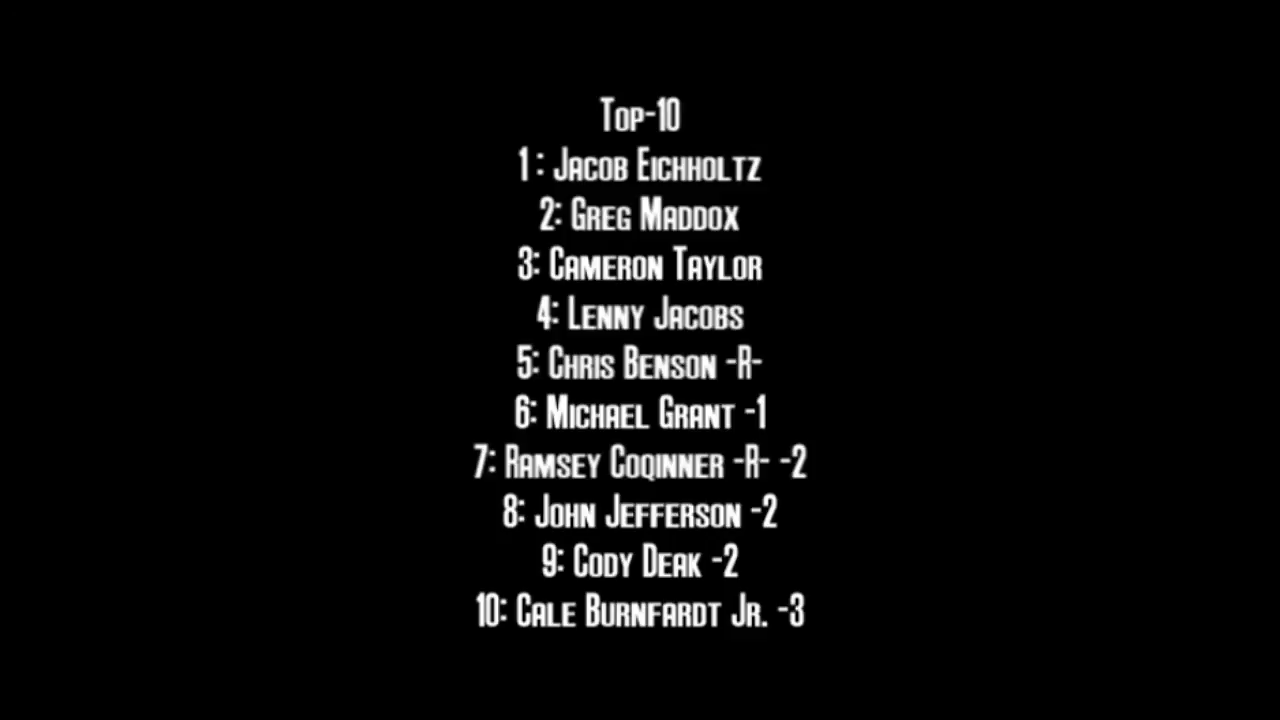 Top-10
1: Jacob Eichholtz
2: Greg Maddox
3: Cameron Taylor
4: Lenny Jacobs
5: Chris Benson -R-
6: Michael Grant -1
7: Ramsey Coqinner -R- -2
8: John Jefferson -2
9: Cody Deak -2
10: Cale Burnfardt Jr. -3